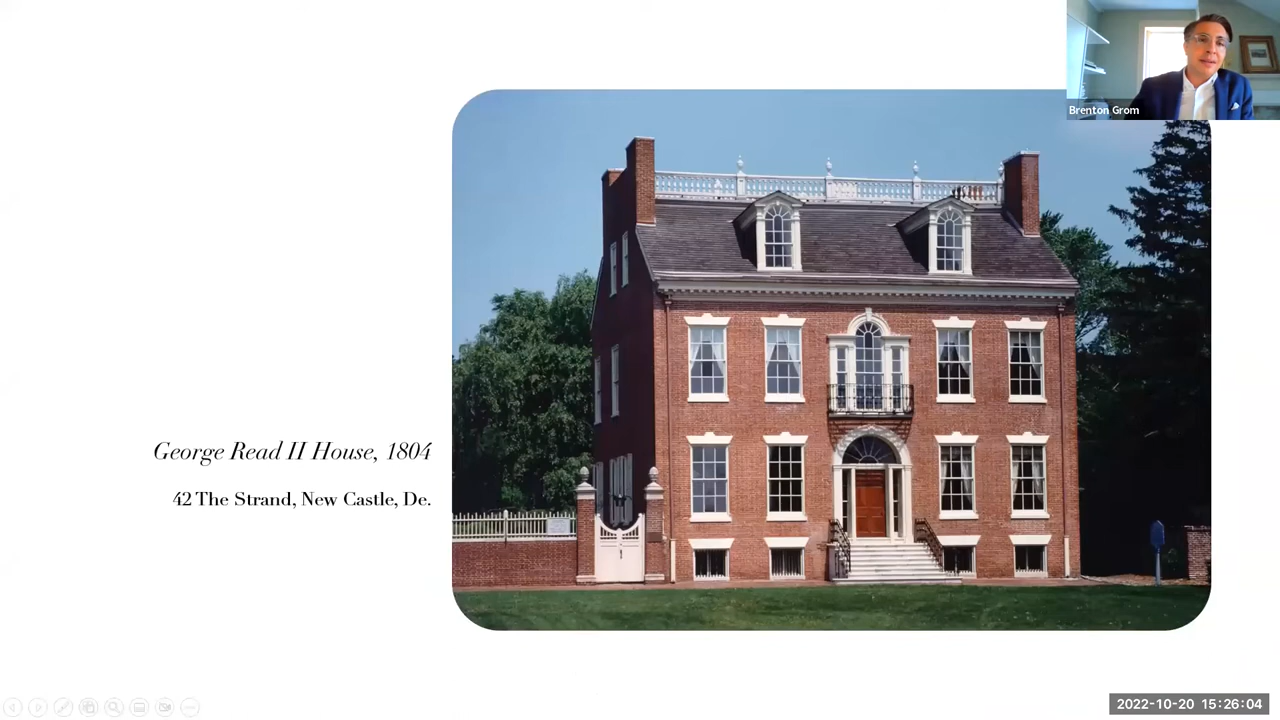 Brenton Grom
George Read II House, 1804
42 The Strand, New Castle, De.
2022-10-20 15:26:04